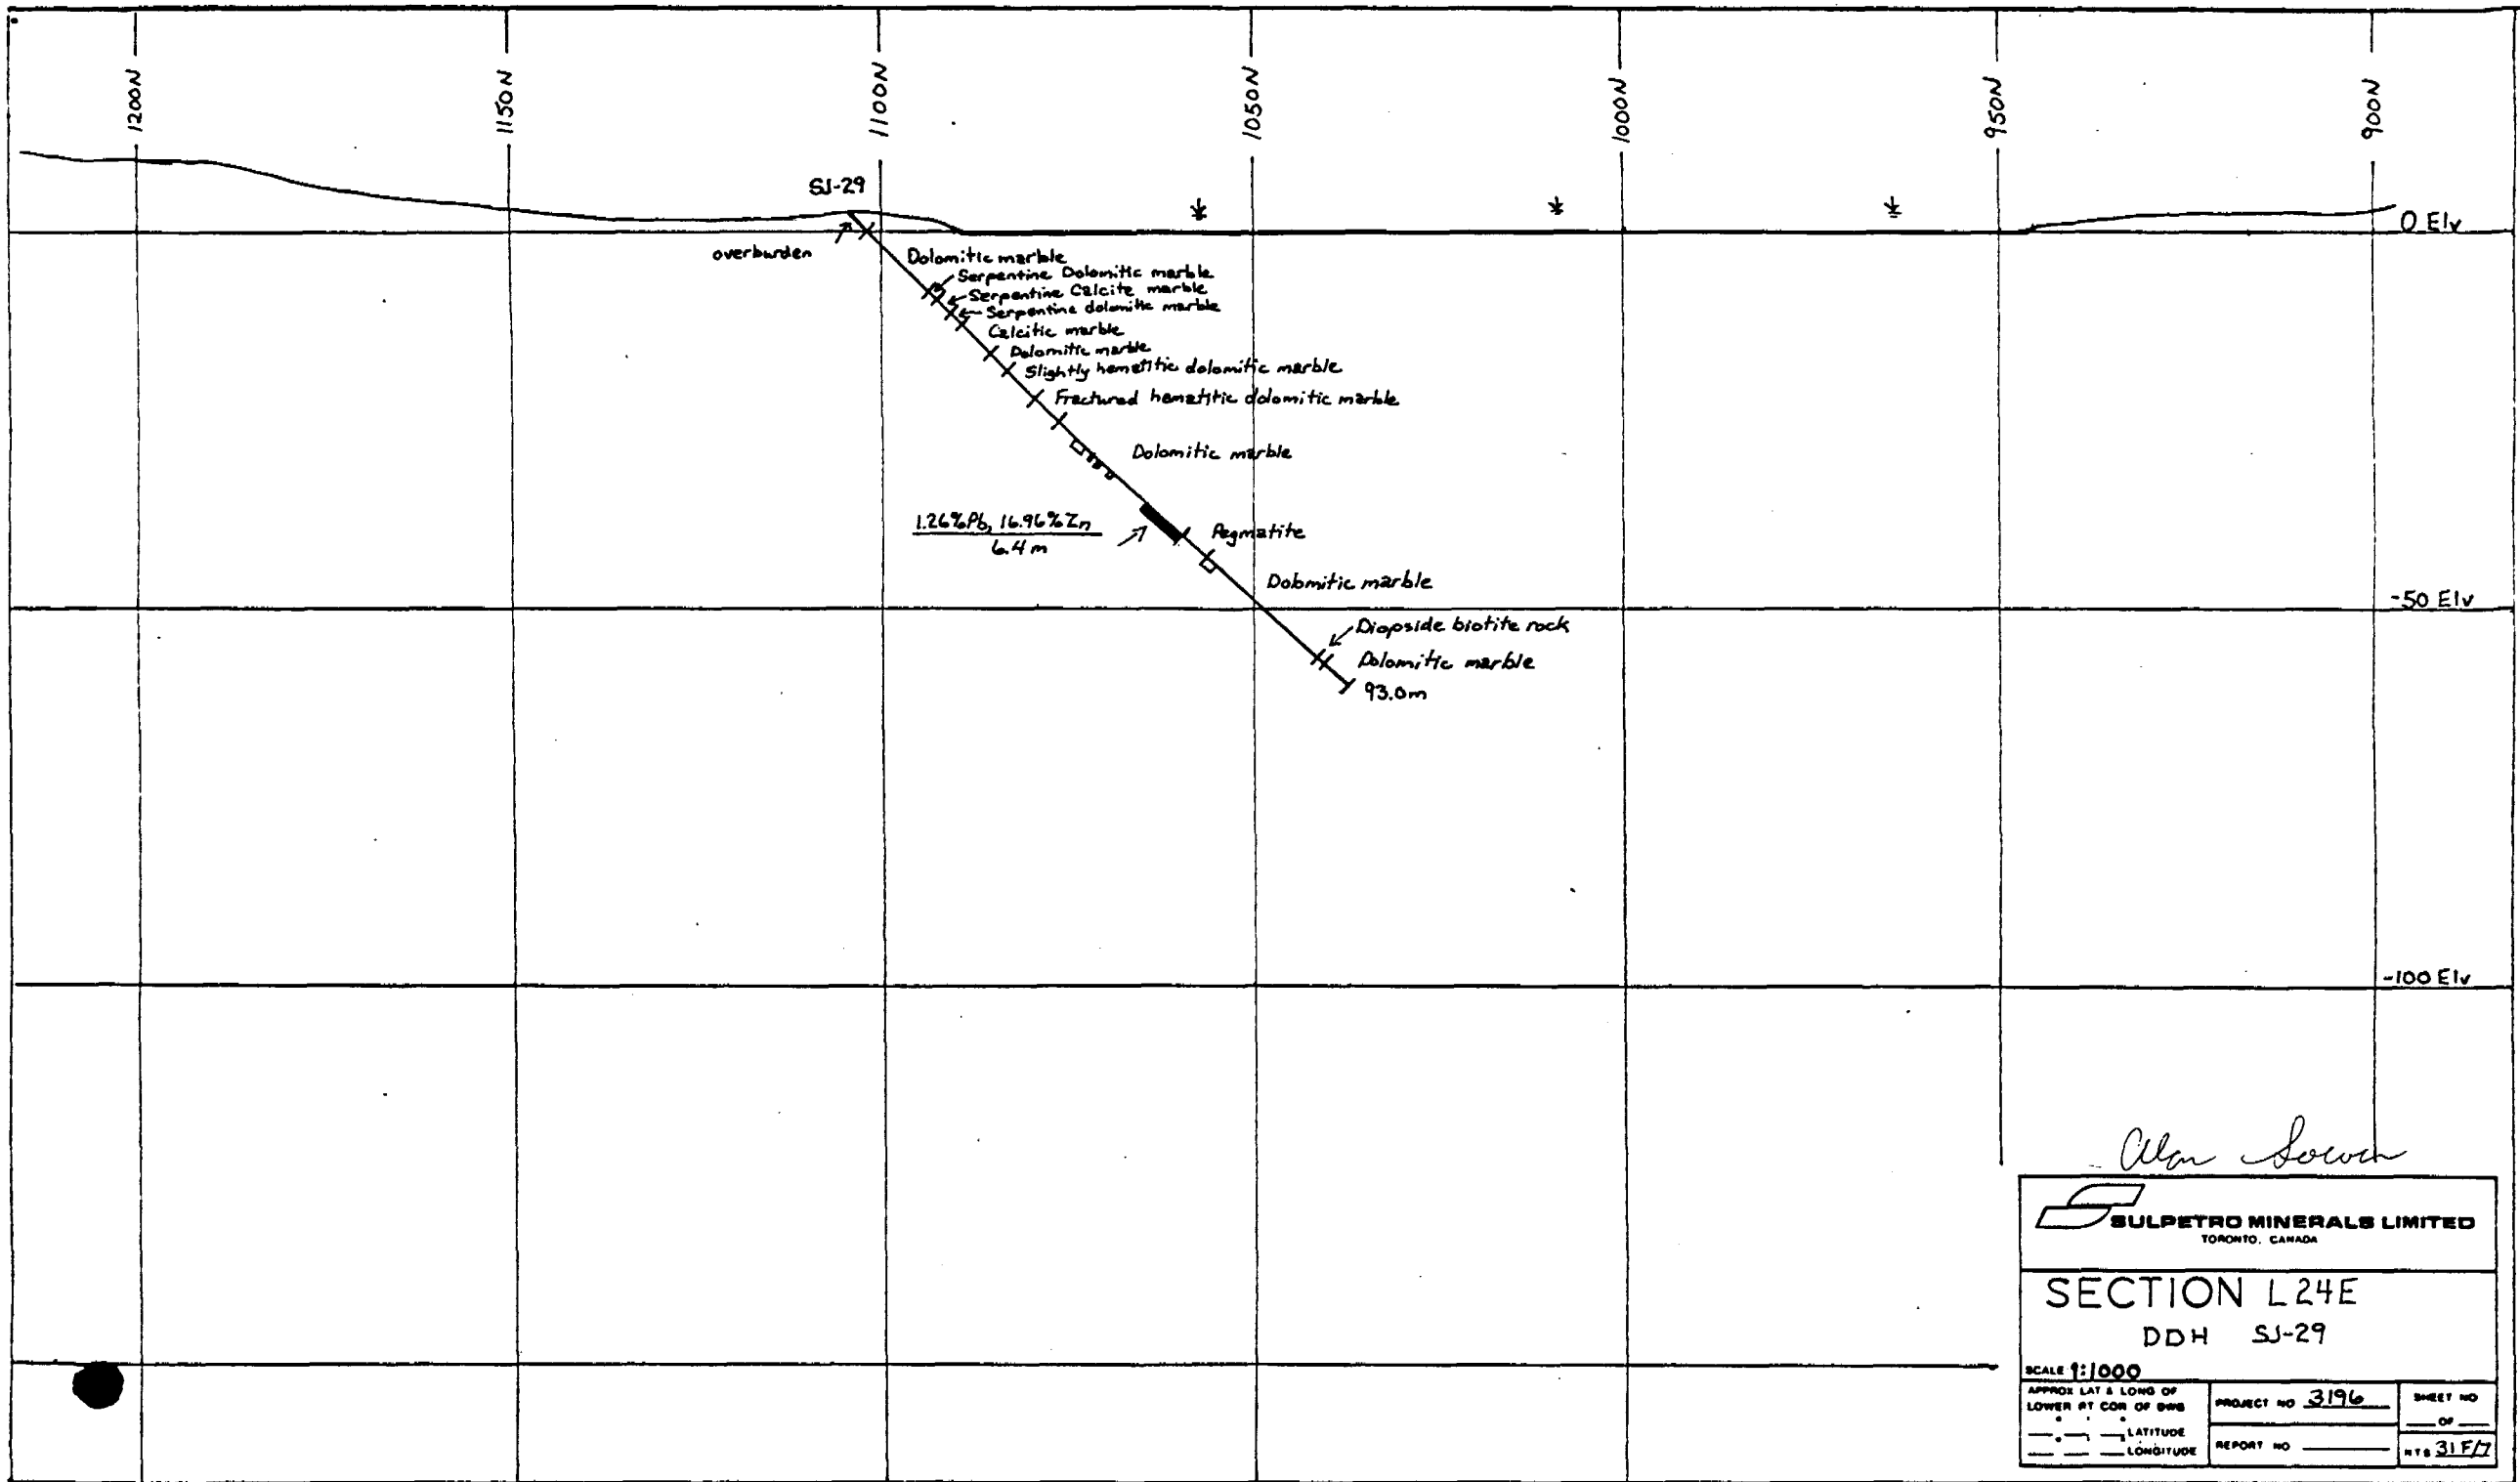 1200N
1150N
1100N
1050N
1000N
950N
900N
SJ-29
0 Elv
overburden
Dolomitic marble
Serpentine Dolomitic marble
Serpentine Calcite marble
Serpentine dolomitic marble
Calcitic marble
Dolomitic marble
Slightly hematitic dolomitic marble
Fractured hematitic dolomitic marble
Dolomitic marble
1.26%Pb, 16.96%Zn
6.4 m
Pegmatite
Dolomitic marble
-50 Elv
Diopside biotite rock
Dolomitic marble
93.0m
-100 Elv
Alan
SULPETRO MINERALS LIMITED
TORONTO, CANADA
SECTION L24E
DDH SJ-29
SCALE 1:1000
APPROX LAT & LONG OF
LOWER RT COR OF DWG
LATITUDE
LONGITUDE
PROJECT NO 3196
REPORT NO
SHEET NO
OF
NTS 31 F/7